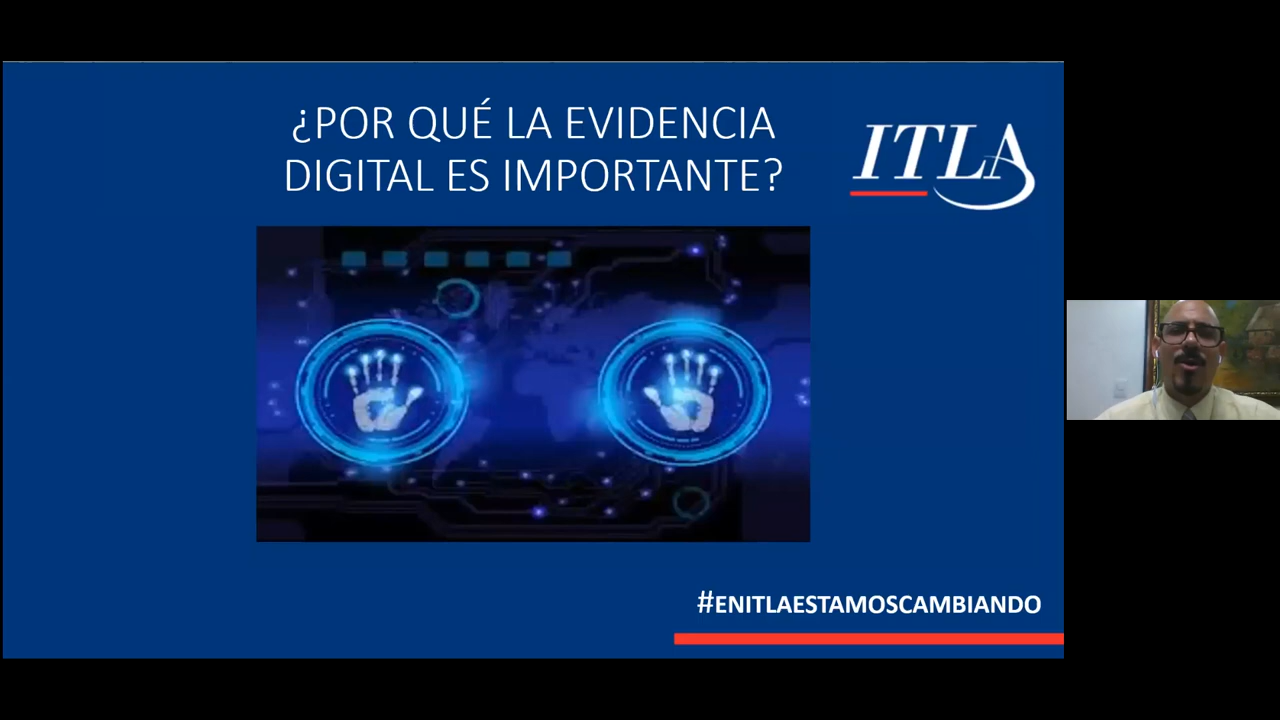 ¿POR QUÉ LA EVIDENCIA
DIGITAL ES IMPORTANTE?
ITLA
#ENITLAESTAMOSCAMBIANDO